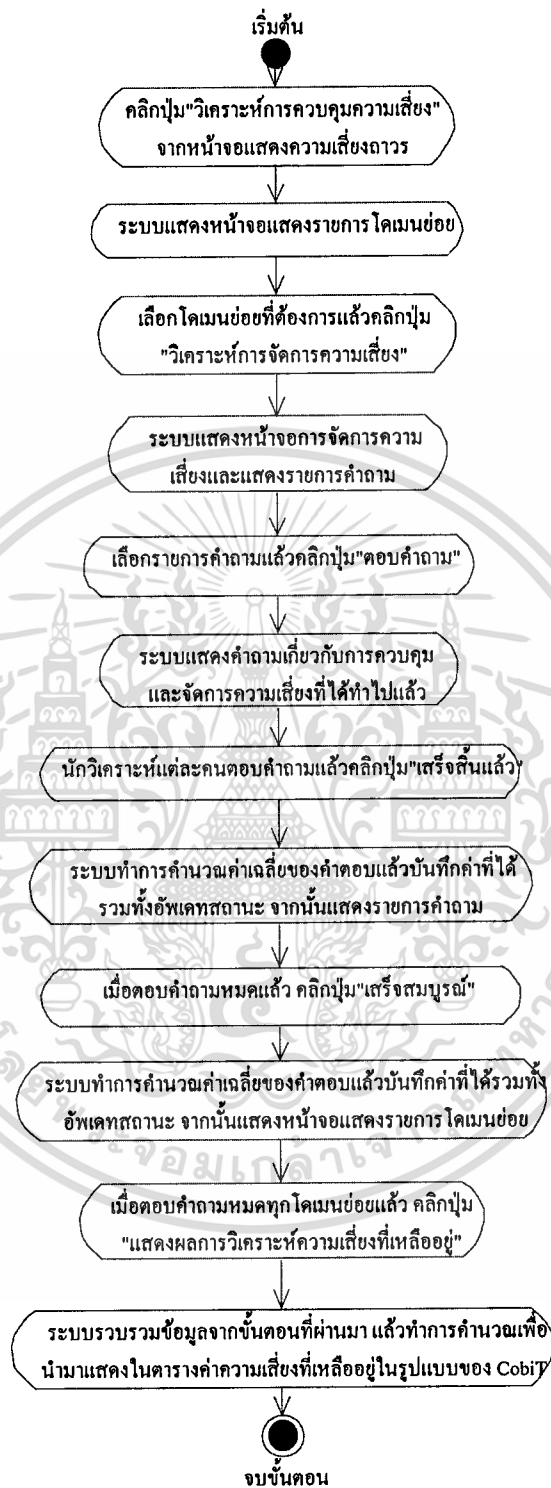 เริ่มต้น
คลิกปุ่ม"วิเคราะห์การควบคุมความเสี่ยง"
จากหน้าจอแสดงความเสี่ยงถาวร
ระบบแสดงหน้าจอแสดงรายการโดเมนย่อย
เลือกโดเมนย่อยที่ต้องการแล้วคลิกปุ่ม
"วิเคราะห์การจัดการความเสี่ยง"
ระบบแสดงหน้าจอการจัดการความ
เสี่ยงและแสดงรายการคำถาม
เลือกรายการคำถามแล้วคลิกปุ่ม"ตอบคำถาม"
ระบบแสดงคำถามเกี่ยวกับการควบคุม
และจัดการความเสี่ยงที่ได้ทำไปแล้ว
นักวิเคราะห์แต่ละคนตอบคำถามแล้วคลิกปุ่ม"เสร็จสิ้นแล้ว"
ระบบทำการคำนวณค่าเฉลี่ยของคำตอบแล้วบันทึกค่าที่ได้
รวมทั้งอัพเดทสถานะ จากนั้นแสดงรายการคำถาม
เมื่อตอบคำถามหมดแล้ว คลิกปุ่ม"เสร็จสมบูรณ์"
ระบบทำการคำนวณค่าเฉลี่ยของคำตอบแล้วบันทึกค่าที่ได้รวมทั้ง
อัพเดทสถานะ จากนั้นแสดงหน้าจอแสดงรายการโดเมนย่อย
เมื่อตอบคำถามหมดทุกโดเมนย่อยแล้ว คลิกปุ่ม
"แสดงผลการวิเคราะห์ความเสี่ยงที่เหลืออยู่"
ระบบรวบรวมข้อมูลจากขั้นตอนที่ผ่านมา แล้วทำการคำนวณเพื่อ
นำมาแสดงในตารางค่าความเสี่ยงที่เหลืออยู่ในรูปแบบของ CobiT
จบขั้นตอน